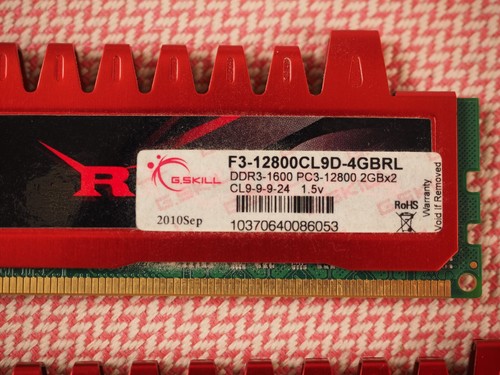 R
G.SKILL
F3-12800CL9D-4GBRL
DDR3-1600 PC3-12800 2GBx2
CL9-9-9-24 1.5v
2010Sep
10370640086053
RoHS
Warranty
Void If Removed